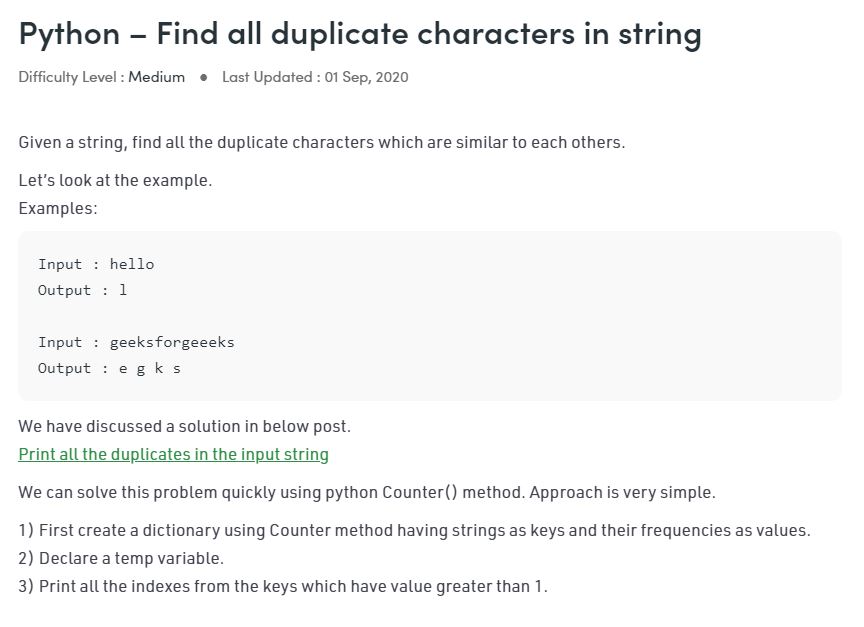 Python – Find all duplicate characters in string
Difficulty Level : Medium ● Last Updated : 01 Sep, 2020
Given a string, find all the duplicate characters which are similar to each others.
Let's look at the example.
Examples:
Input : hello
Output : l
Input : geeksforgeeeks
Output : e g k s
We have discussed a solution in below post.
Print all the duplicates in the input string
We can solve this problem quickly using python Counter() method. Approach is very simple.
1) First create a dictionary using Counter method having strings as keys and their frequencies as values.
2) Declare a temp variable.
3) Print all the indexes from the keys which have value greater than 1.